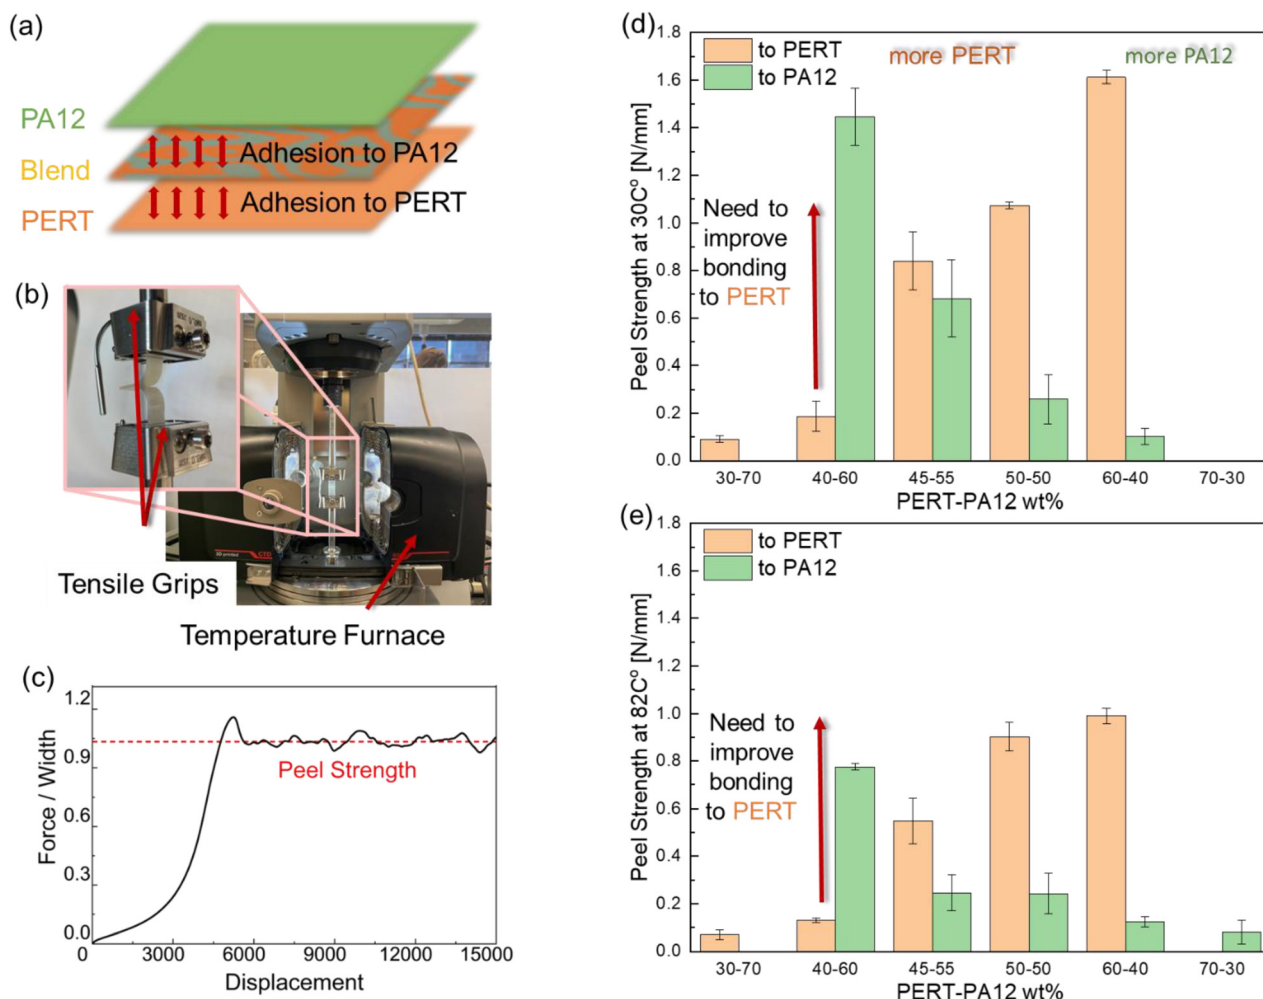 (a)
PA12
Blend
PERT
Adhesion to PA12
Adhesion to PERT
(b)
Tensile Grips
Temperature Furnace
(c)
Force / Width
1.2
0.9
0.6
0.3
0.0
Peel Strength
0 3000 6000 9000 12000 15000
Displacement
(d)
Peel Strength at 30C° [N/mm]
1.8
1.6
1.4
1.2
1.0
0.8
0.6
0.4
0.2
0.0
to PERT
to PA12
more PERT
more PA12
Need to
improve
bonding
to PERT
30-70 40-60 45-55 50-50 60-40 70-30
PERT-PA12 wt%
(e)
Peel Strength at 82C° [N/mm]
1.8
1.6
1.4
1.2
1.0
0.8
0.6
0.4
0.2
0.0
to PERT
to PA12
Need to
improve
bonding
to PERT
30-70 40-60 45-55 50-50 60-40 70-30
PERT-PA12 wt%